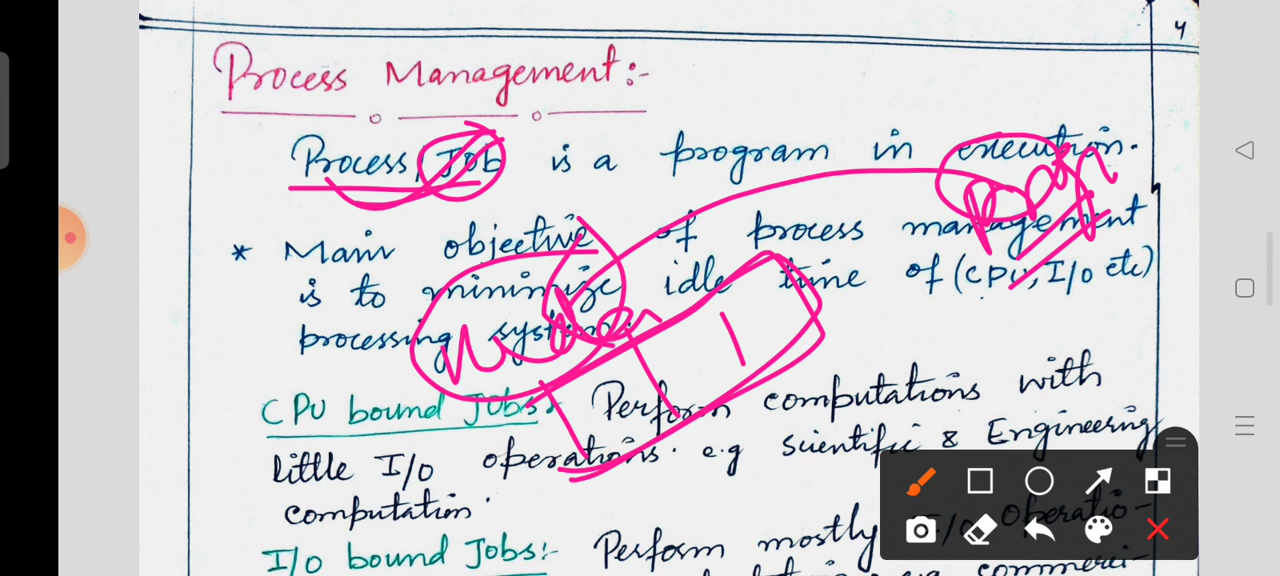 4
Process Management:-
Process/Job is a program in execution.
* Main objective of process management
is to minimize idle time of (CPU, I/O etc)
processing system.
CPU bound Jobs:- Perform computations with
little I/O operations. e.g scientific & Engineering
computation.
I/O bound Jobs:- Perform mostly I/O operatio-